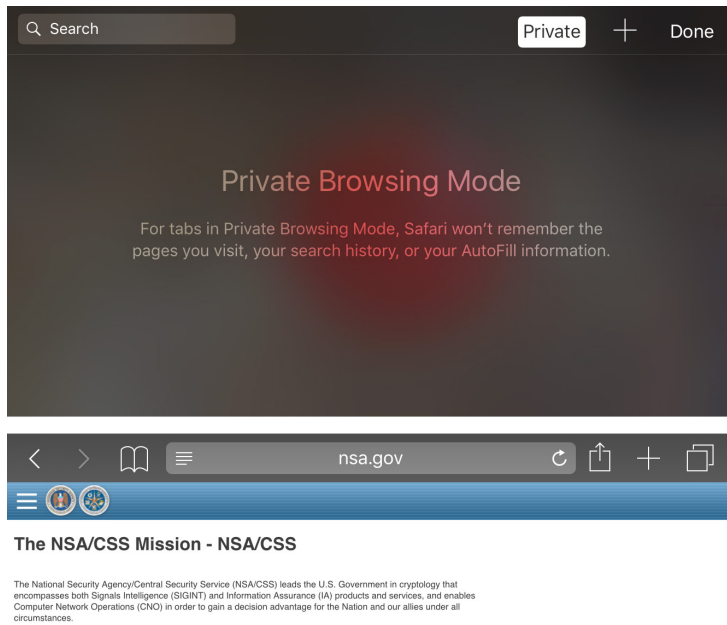 Search
Private
Done
Private Browsing Mode
For tabs in Private Browsing Mode, Safari won't remember the
pages you visit, your search history, or your AutoFill information.
nsa.gov
The NSA/CSS Mission - NSA/CSS
The National Security Agency/Central Security Service (NSA/CSS) leads the U.S. Government in cryptology that
encompasses both Signals Intelligence (SIGINT) and Information Assurance (IA) products and services, and enables
Computer Network Operations (CNO) in order to gain a decision advantage for the Nation and our allies under all
circumstances.